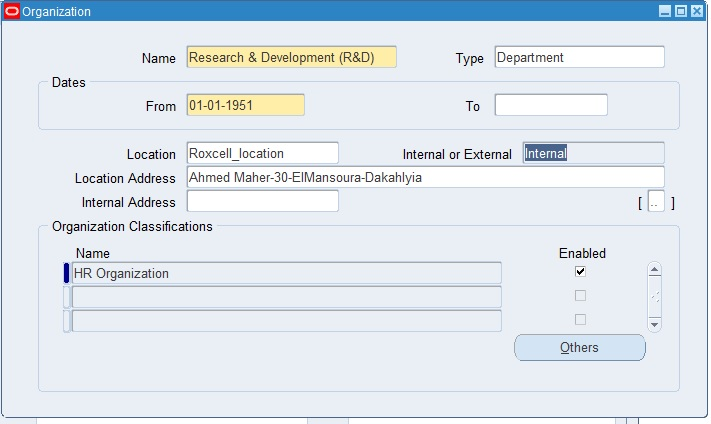 Organization
Name Research & Development (R&D) Type Department
Dates
From 01-01-1951 To
Location Roxcell_location Internal or External Internal
Location Address Ahmed Maher-30-ElMansoura-Dakahlyia
Internal Address [ .. ]
Organization Classifications
Name Enabled
HR Organization
Others